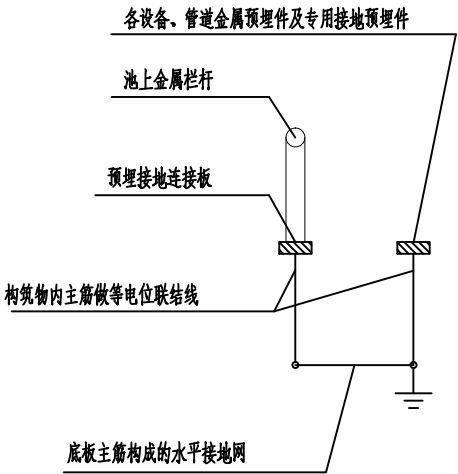 各设备、管道金属预埋件及专用接地预埋件
池上金属栏杆
预埋接地连接板
构筑物内主筋做等电位联结线
底板主筋构成的水平接地网